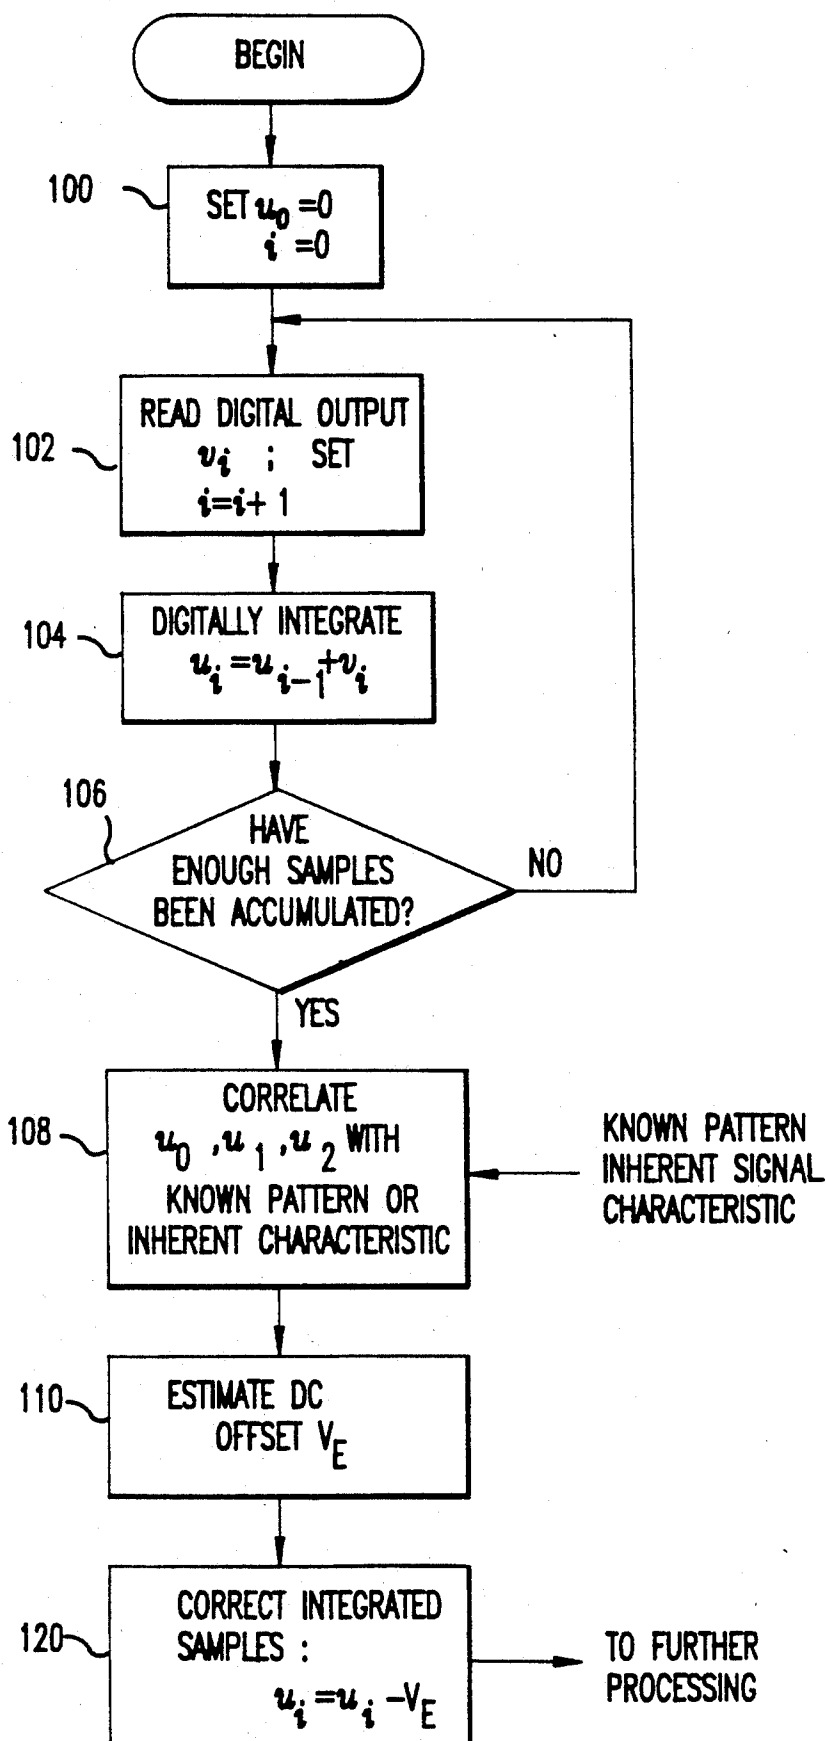 BEGIN
100
SET u₀ =0
i =0
102
READ DIGITAL OUTPUT
vᵢ ; SET
i=i+ 1
104
DIGITALLY INTEGRATE
uᵢ=uᵢ₋₁+vᵢ
106
HAVE
ENOUGH SAMPLES
BEEN ACCUMULATED?
NO
YES
108
CORRELATE
u₀ ,u₁ ,u₂ WITH
KNOWN PATTERN OR
INHERENT CHARACTERISTIC
KNOWN PATTERN
INHERENT SIGNAL
CHARACTERISTIC
110
ESTIMATE DC
OFFSET V_E
120
CORRECT INTEGRATED
SAMPLES :
uᵢ=uᵢ -V_E
TO FURTHER
PROCESSING